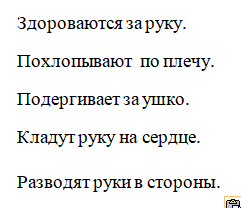 Здороваются за руку.
Похлопывают по плечу.
Подергивает за ушко.
Кладут руку на сердце.
Разводят руки в стороны.